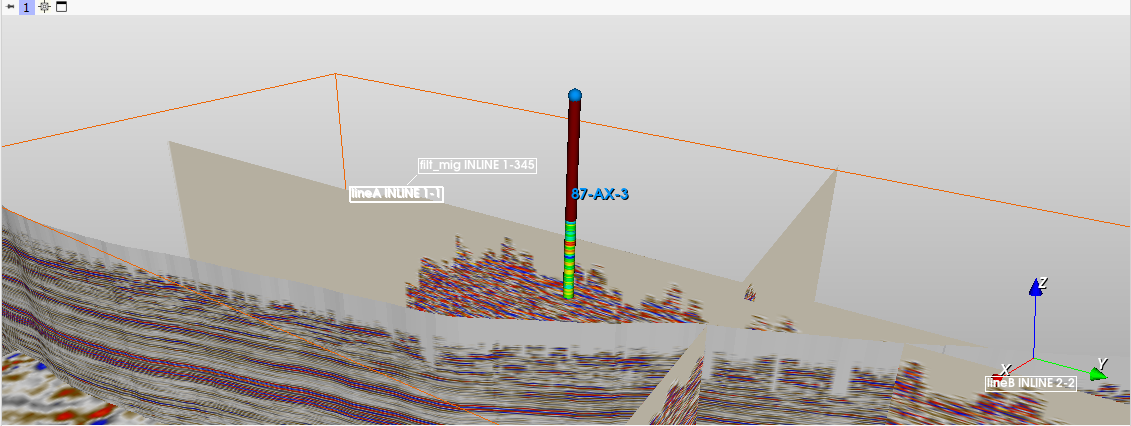 1
filt_mig INLINE 1-345
lineA INLINE 1-1
87-AX-3
Z
X
Y
lineB INLINE 2-2